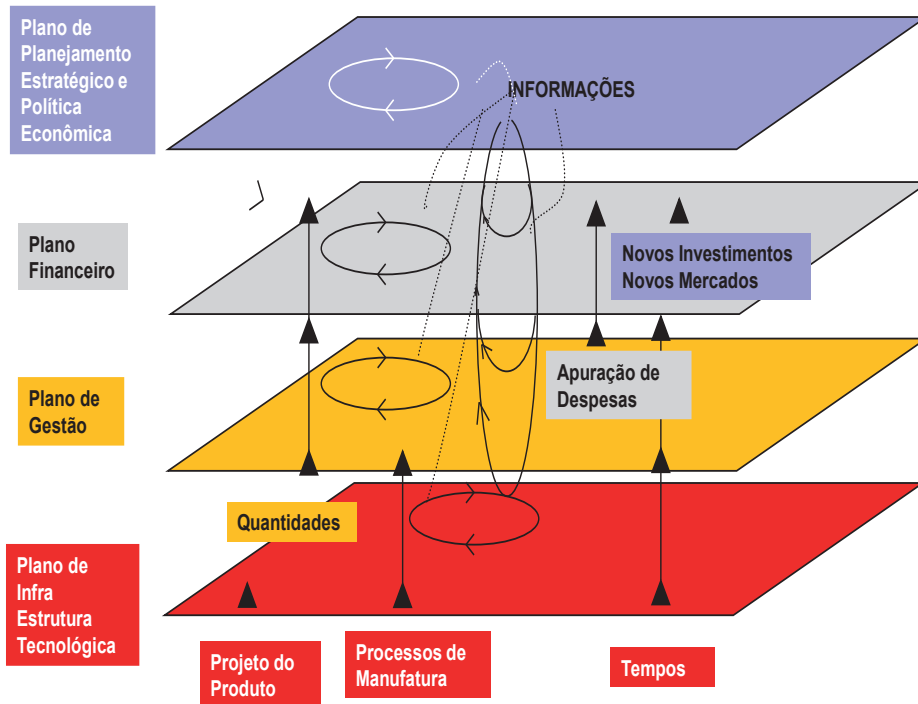 Plano de
Planejamento
Estratégico e
Política
Econômica
INFORMAÇÕES
Plano
Financeiro
Novos Investimentos
Novos Mercados
Plano de
Gestão
Apuração de
Despesas
Quantidades
Plano de
Infra
Estrutura
Tecnológica
Projeto do
Produto
Processos de
Manufatura
Tempos